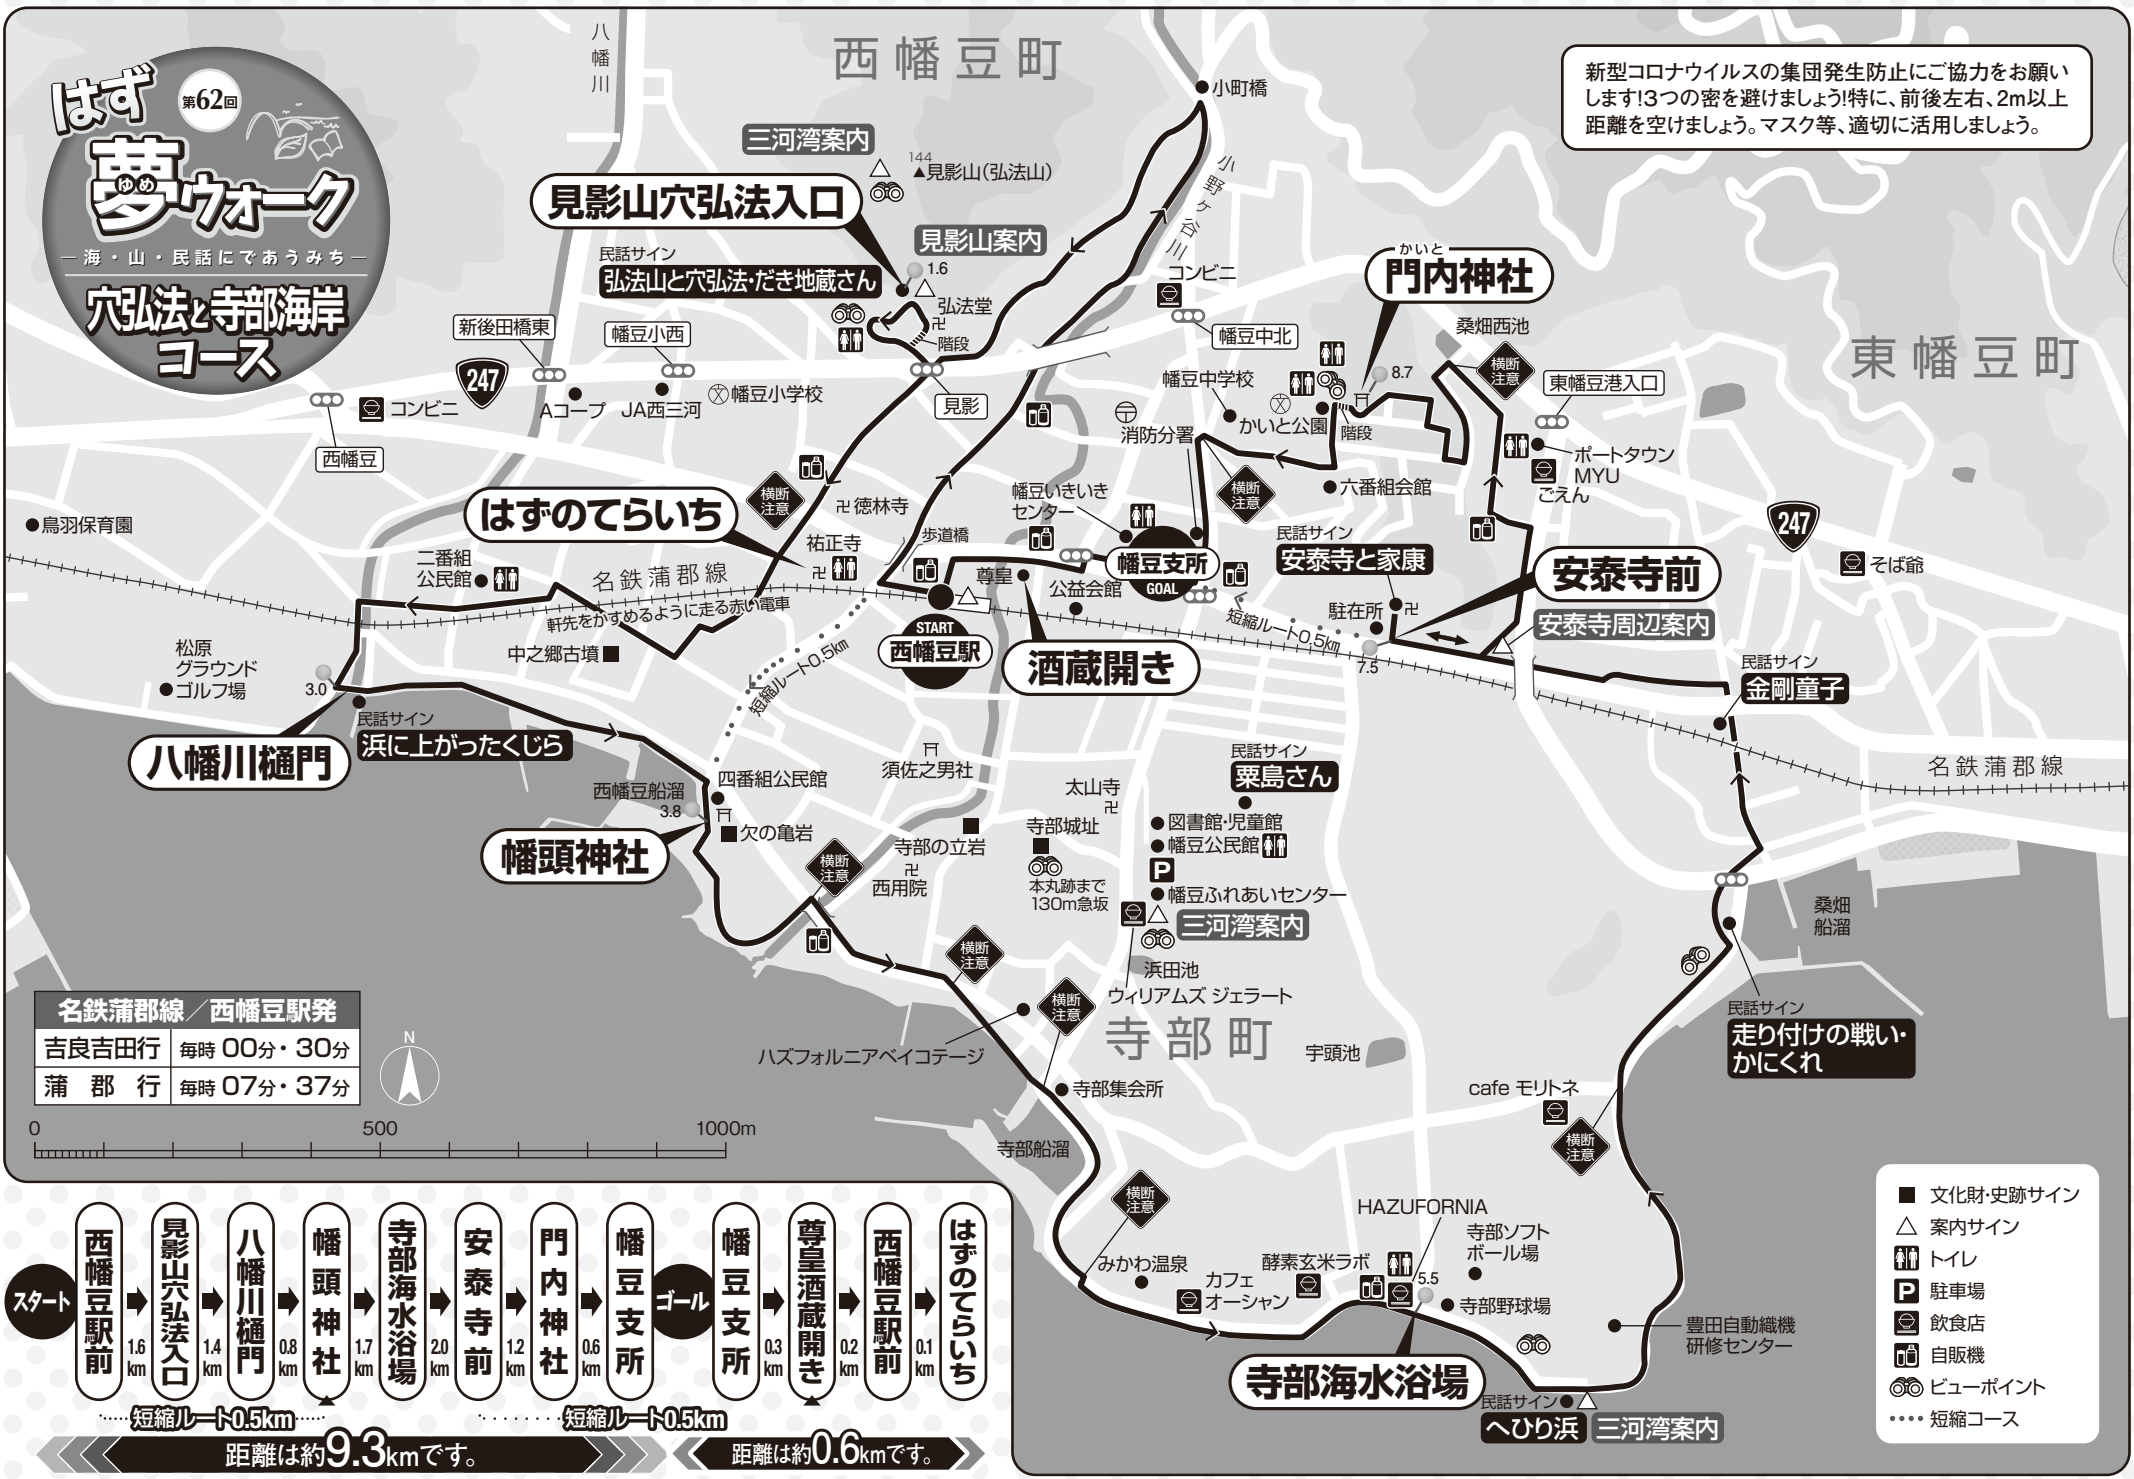 はず
第62回
夢ウォーク
ゆめ
海・山・民話にであうみち
穴弘法と寺部海岸
コース
新型コロナウイルスの集団発生防止にご協力をお願い
します!3つの密を避けましょう!特に、前後左右、2m以上
距離を空けましょう。マスク等、適切に活用しましょう。
西幡豆町
東幡豆町
寺部町
八幡川
小町橋
小野ヶ谷川
三河湾案内
144
▲見影山(弘法山)
見影山穴弘法入口
見影山案内
民話サイン
弘法山と穴弘法・だき地蔵さん
1.6
弘法堂
階段
新後田橋東
幡豆小西
247
Aコープ
JA西三河
幡豆小学校
コンビニ
西幡豆
見影
コンビニ
幡豆中北
幡豆中学校
消防分署
かいと公園
階段
かいと
門内神社
8.7
桑畑西池
横断
注意
東幡豆港入口
ポートタウン
MYU
ごえん
六番組会館
横断
注意
247
そば爺
横断
注意
徳林寺
はずのてらいち
祐正寺
歩道橋
幡豆いきいき
センター
幡豆支所
GOAL
尊皇
公益会館
酒蔵開き
START
西幡豆駅
民話サイン
安泰寺と家康
安泰寺前
駐在所
安泰寺周辺案内
短縮ルート0.5km
7.5
民話サイン
金剛童子
名鉄蒲郡線
鳥羽保育園
二番組
公民館
名鉄蒲郡線
軒先をかすめるように走る赤い電車
中之郷古墳
短縮ルート0.5km
松原
グラウンド
ゴルフ場
3.0
八幡川樋門
民話サイン
浜に上がったくじら
四番組公民館
西幡豆船溜
3.8
欠の亀岩
幡頭神社
須佐之男社
寺部の立岩
西用院
横断
注意
太山寺
寺部城址
本丸跡まで
130m急坂
民話サイン
粟島さん
図書館・児童館
幡豆公民館
P
幡豆ふれあいセンター
三河湾案内
浜田池
ウィリアムズ ジェラート
横断
注意
横断
注意
ハズフォルニアベイコテージ
寺部集会所
寺部船溜
宇頭池
cafe モリトネ
横断
注意
桑畑
船溜
民話サイン
走り付けの戦い・
かにくれ
横断
注意
みかわ温泉
カフェ
オーシャン
酵素玄米ラボ
HAZUFORNIA
5.5
寺部ソフト
ボール場
寺部野球場
寺部海水浴場
豊田自動織機
研修センター
民話サイン
へひり浜
三河湾案内
名鉄蒲郡線／西幡豆駅発
吉良吉田行 毎時 00分・30分
蒲郡行 毎時 07分・37分
N
0 500 1000m
スタート
西幡豆駅前
1.6km
見影山穴弘法入口
1.4km
八幡川樋門
0.8km
幡頭神社
1.7km
寺部海水浴場
2.0km
安泰寺前
1.2km
門内神社
0.6km
幡豆支所
ゴール
幡豆支所
0.3km
尊皇酒蔵開き
0.2km
西幡豆駅前
0.1km
はずのてらいち
短縮ルート0.5km
短縮ルート0.5km
距離は約9.3kmです。
距離は約0.6kmです。
文化財・史跡サイン
案内サイン
トイレ
P 駐車場
飲食店
自販機
ビューポイント
短縮コース